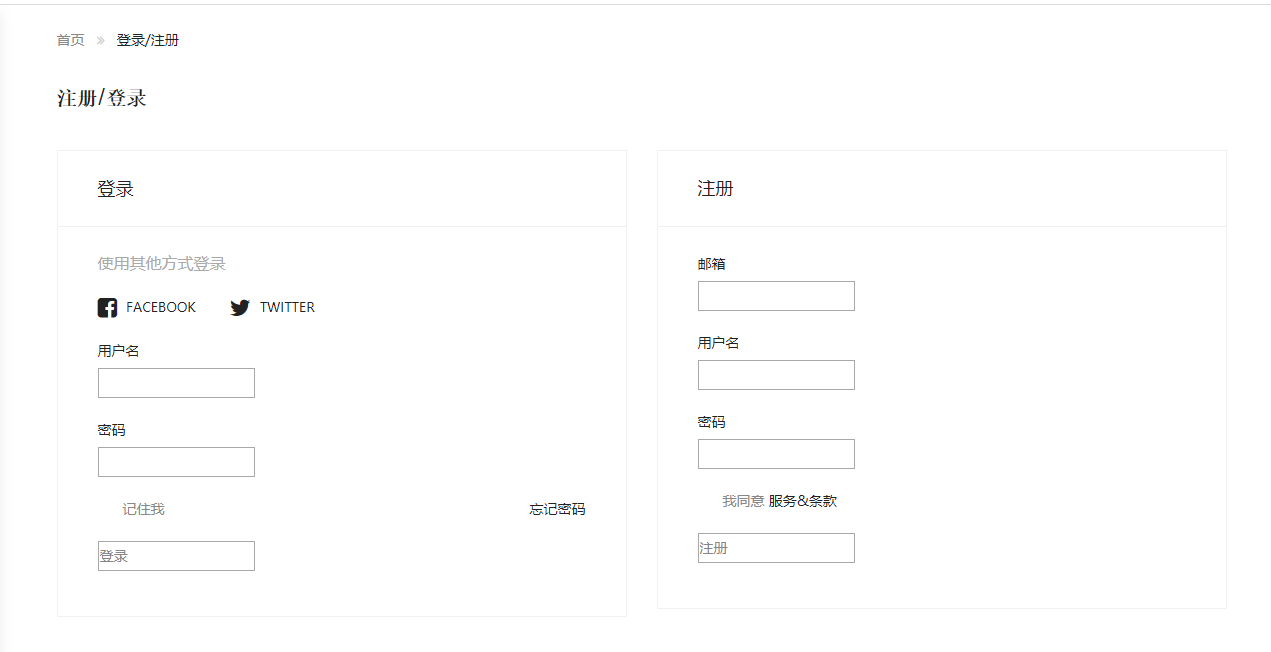 首页 » 登录/注册
注册/登录
登录
使用其他方式登录
FACEBOOK TWITTER
用户名
密码
记住我 忘记密码
登录
注册
邮箱
用户名
密码
我同意 服务&条款
注册